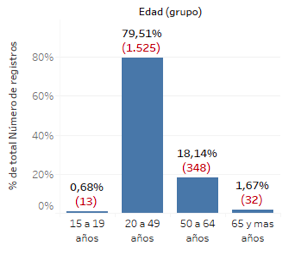 Edad (grupo)
% de total Número de registros
80%
60%
40%
20%
0%
79,51%
(1.525)
18,14%
(348)
0,68%
(13)
1,67%
(32)
15 a 19
años
20 a 49
años
50 a 64
años
65 y mas
años